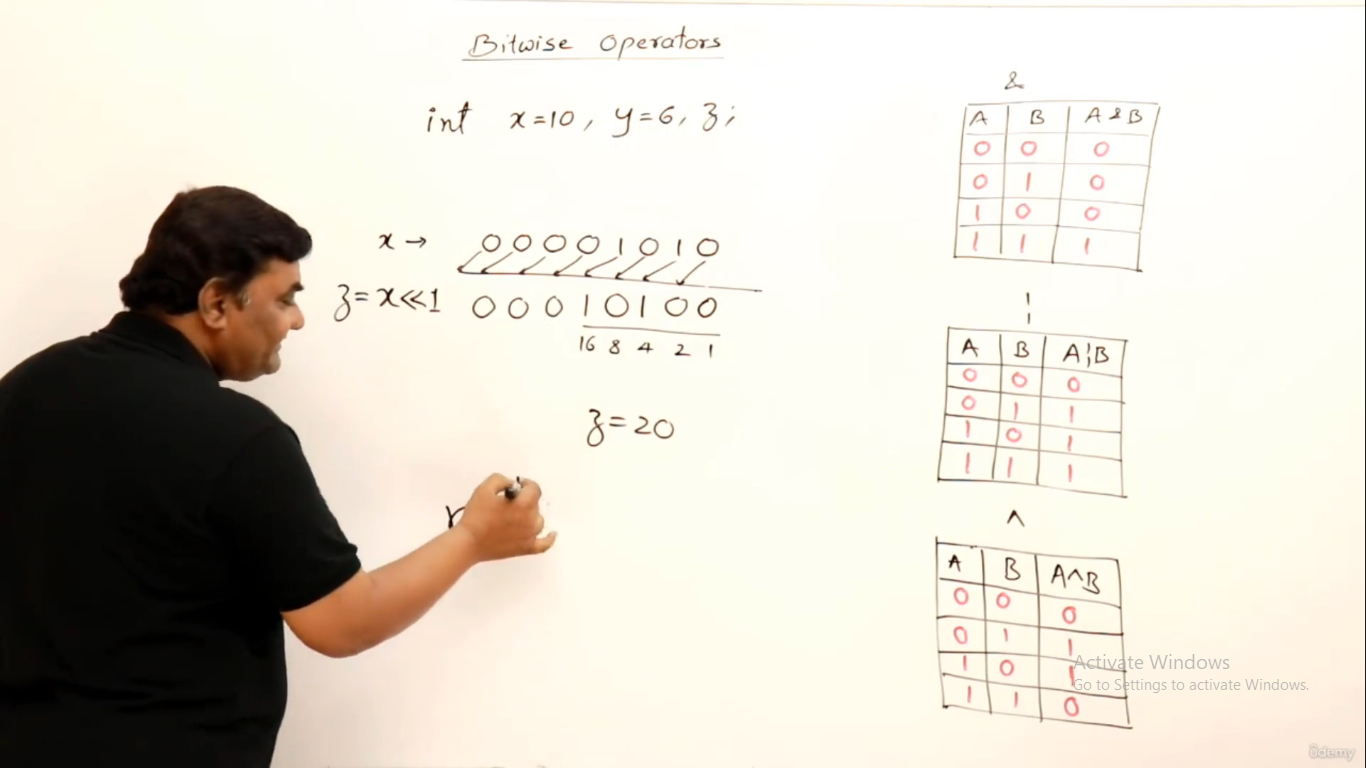 Bitwise Operators
int x=10, y=6, z;
x → 0 0 0 0 1 0 1 0
z = x<<1 0 0 0 1 0 1 0 0
16 8 4 2 1
z = 20
&
A B A & B
0 0 0
0 1 0
1 0 0
1 1 1
¦
A B A¦B
0 0 0
0 1 1
1 0 1
1 1 1
^
A B A^B
0 0 0
0 1 1
1 0 1
1 1 0
Activate Windows
Go to Settings to activate Windows.
ûdemy